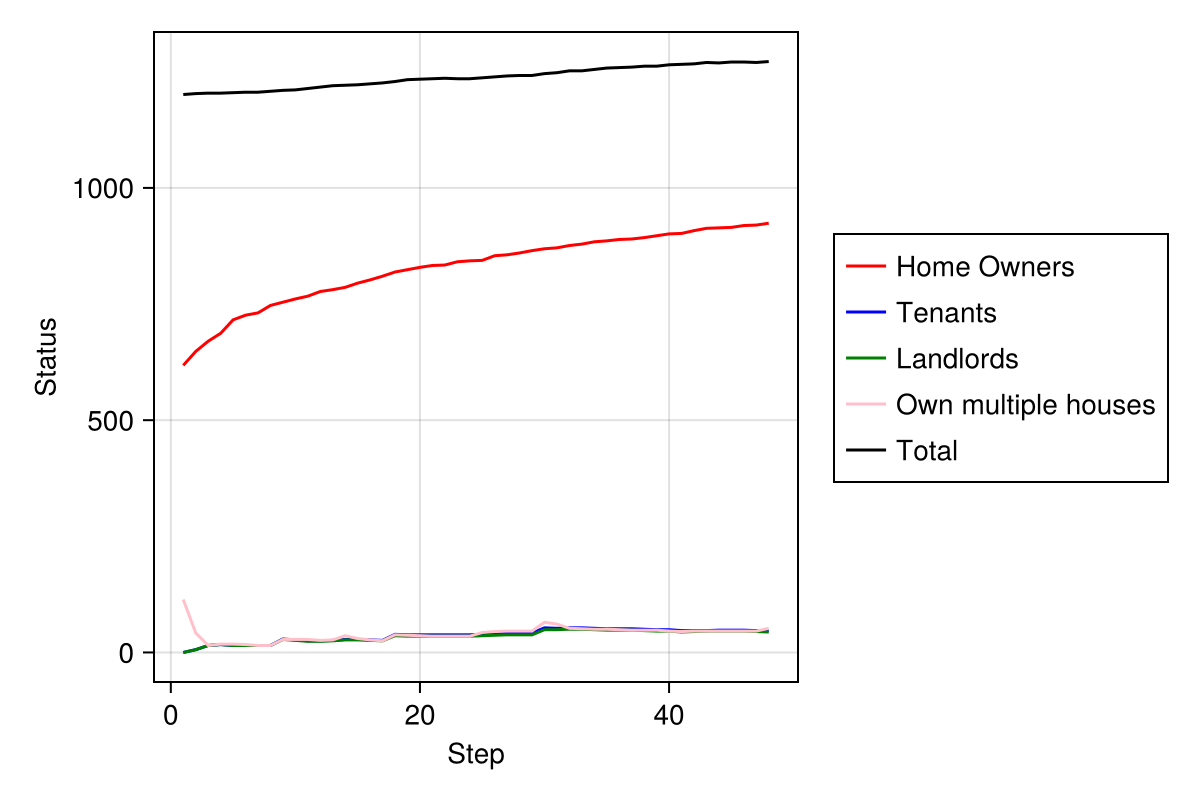 1000
500
0
0 20 40
Status
Step
Home Owners
Tenants
Landlords
Own multiple houses
Total